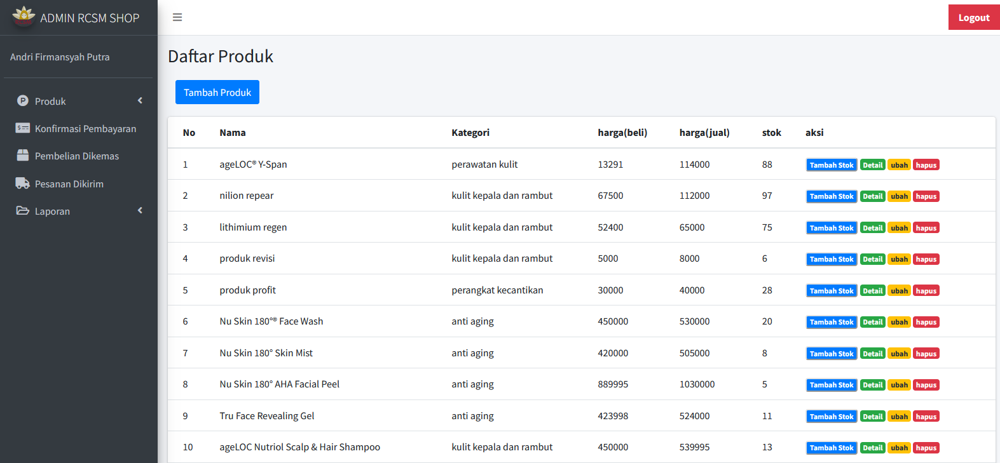 ADMIN RCSM SHOP
Logout
Andri Firmansyah Putra
Produk
Konfirmasi Pembayaran
Pembelian Dikemas
Pesanan Dikirim
Laporan
Daftar Produk
Tambah Produk
No Nama Kategori harga(beli) harga(jual) stok aksi
1 ageLOC® Y-Span perawatan kulit 13291 114000 88 Tambah Stok Detail ubah hapus
2 nilion repear kulit kepala dan rambut 67500 112000 97 Tambah Stok Detail ubah hapus
3 lithimium regen kulit kepala dan rambut 52400 65000 75 Tambah Stok Detail ubah hapus
4 produk revisi kulit kepala dan rambut 5000 8000 6 Tambah Stok Detail ubah hapus
5 produk profit perangkat kecantikan 30000 40000 28 Tambah Stok Detail ubah hapus
6 Nu Skin 180°® Face Wash anti aging 450000 530000 20 Tambah Stok Detail ubah hapus
7 Nu Skin 180° Skin Mist anti aging 420000 505000 8 Tambah Stok Detail ubah hapus
8 Nu Skin 180° AHA Facial Peel anti aging 889995 1030000 5 Tambah Stok Detail ubah hapus
9 Tru Face Revealing Gel anti aging 423998 524000 11 Tambah Stok Detail ubah hapus
10 ageLOC Nutriol Scalp & Hair Shampoo kulit kepala dan rambut 450000 539995 13 Tambah Stok Detail ubah hapus